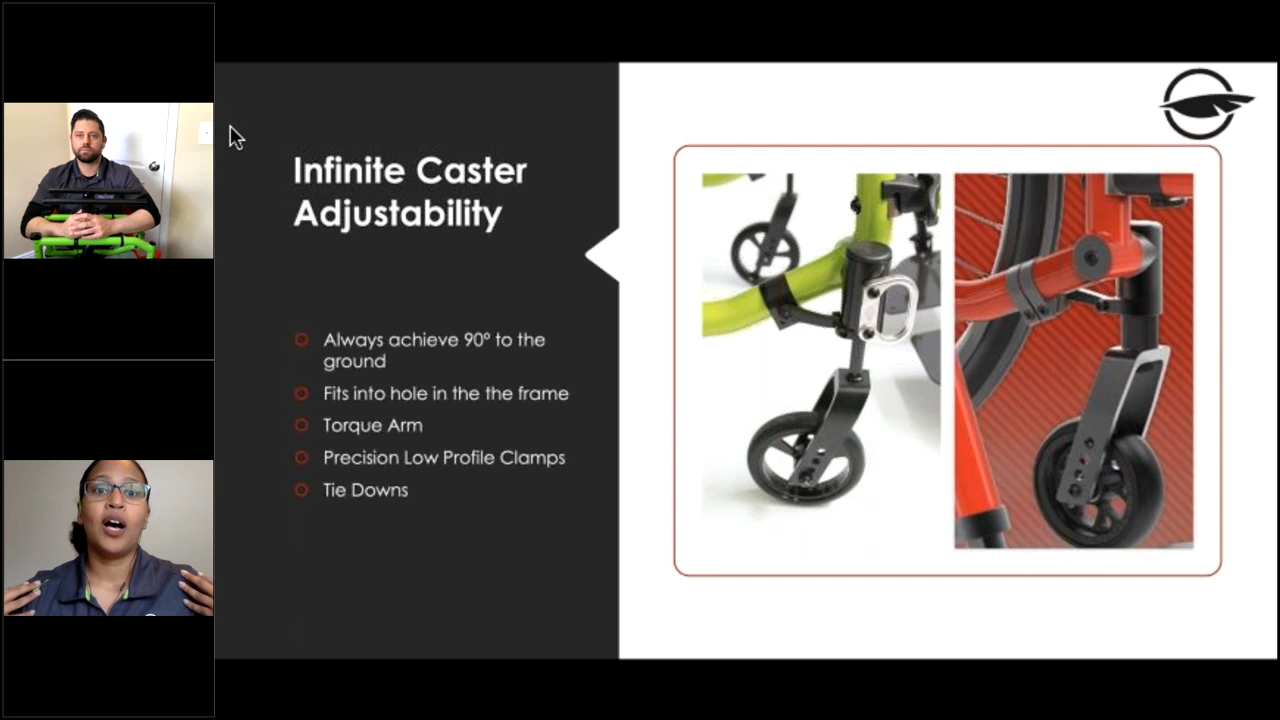 Infinite Caster
Adjustability
Always achieve 90º to the
ground
Fits into hole in the the frame
Torque Arm
Precision Low Profile Clamps
Tie Downs